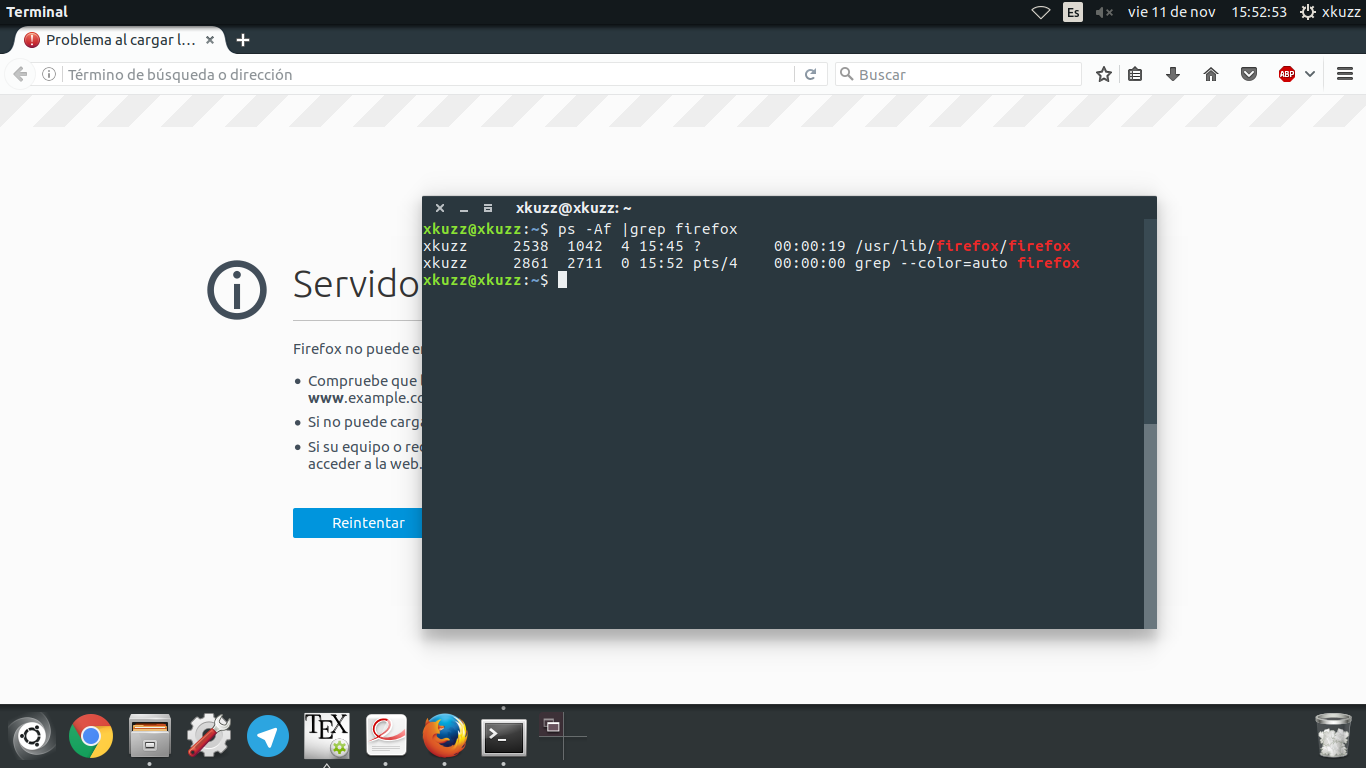 Terminal
Es
vie 11 de nov
15:52:53
xkuzz
Problema al cargar l...
Término de búsqueda o dirección
Buscar
ABP
xkuzz@xkuzz: ~
xkuzz@xkuzz:~$ ps -Af |grep firefox
xkuzz     2538  1042  4 15:45 ?        00:00:19 /usr/lib/firefox/firefox
xkuzz     2861  2711  0 15:52 pts/4    00:00:00 grep --color=auto firefox
xkuzz@xkuzz:~$
Servido
Firefox no puede
Compruebe que
www.example.co
Si no puede carg
Si su equipo o re
acceder a la web.
Reintentar
TEX